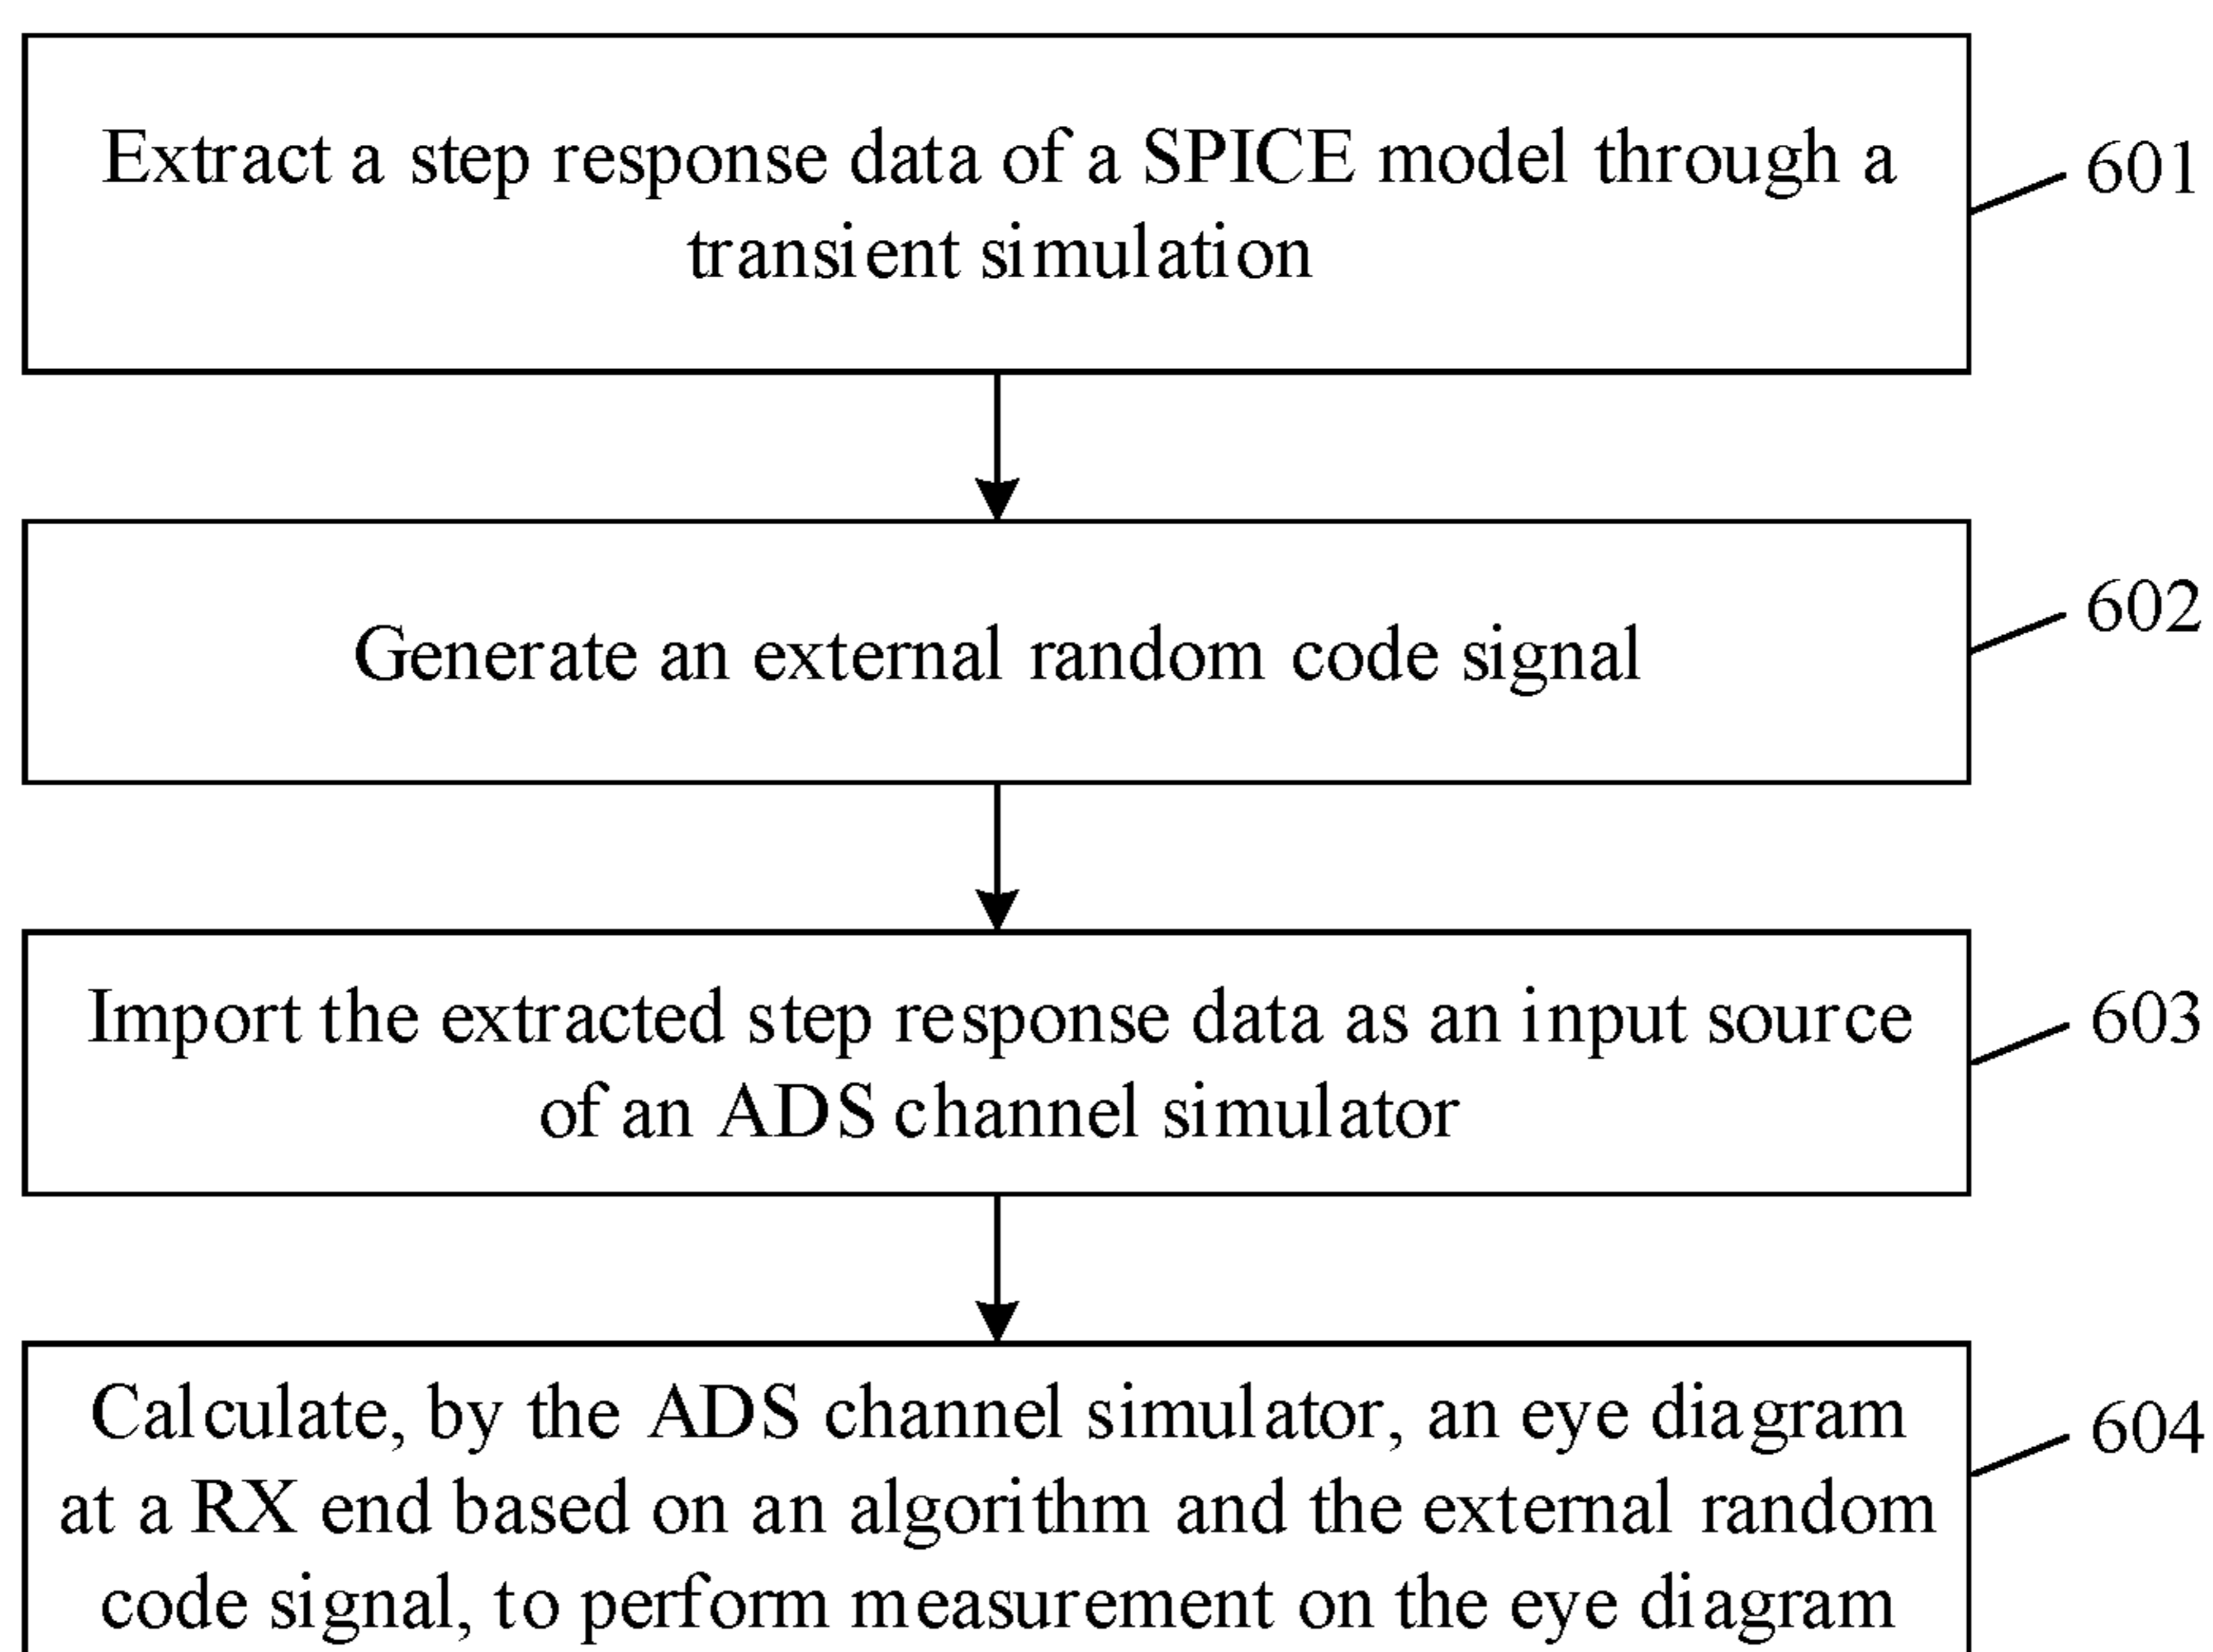 Extract a step response data of a SPICE model through a
transient simulation
601
Generate an external random code signal
602
Import the extracted step response data as an input source
of an ADS channel simulator
603
Calculate, by the ADS channel simulator, an eye diagram
at a RX end based on an algorithm and the external random
code signal, to perform measurement on the eye diagram
604